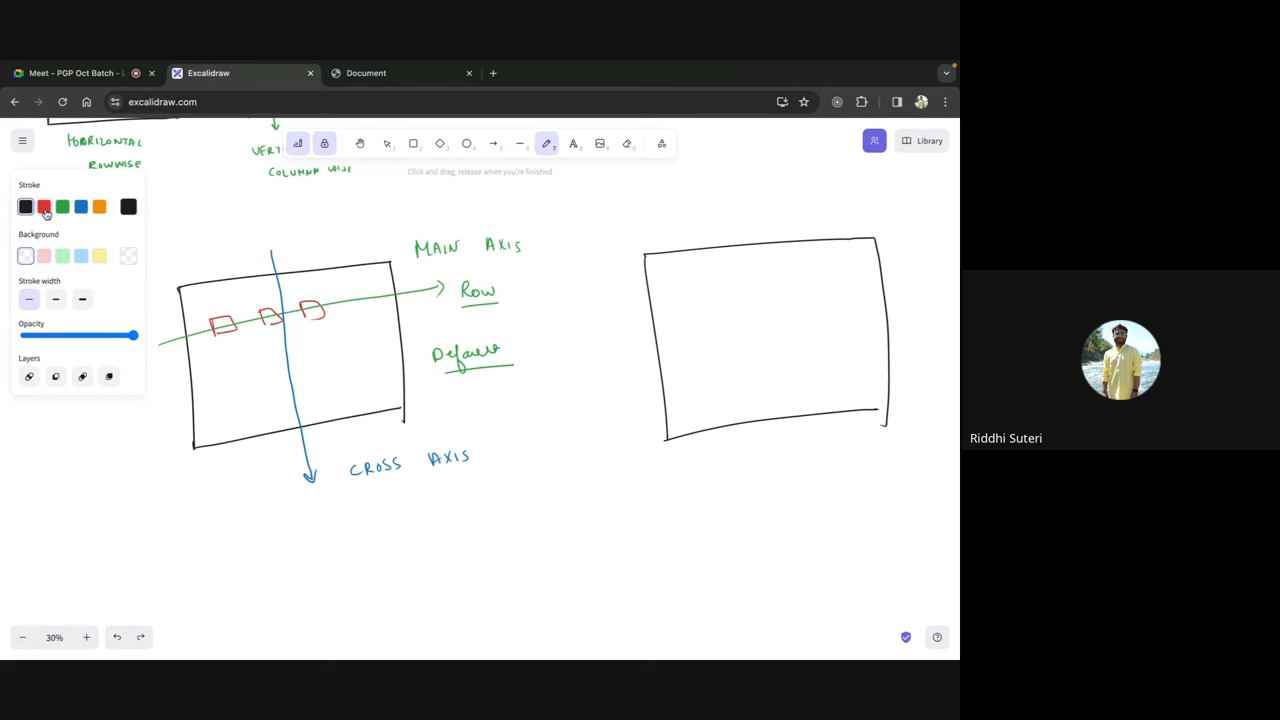 Meet - PGP Oct Batch -
Excalidraw
Document
excalidraw.com
HORRIZONTAL
ROWWISE
VERT
COLUMN WISE
Library
Click and drag, release when you're finished
Stroke
Background
Stroke width
Opacity
Layers
MAIN AXIS
Row
Default
CROSS AXIS
30%
Riddhi Suteri